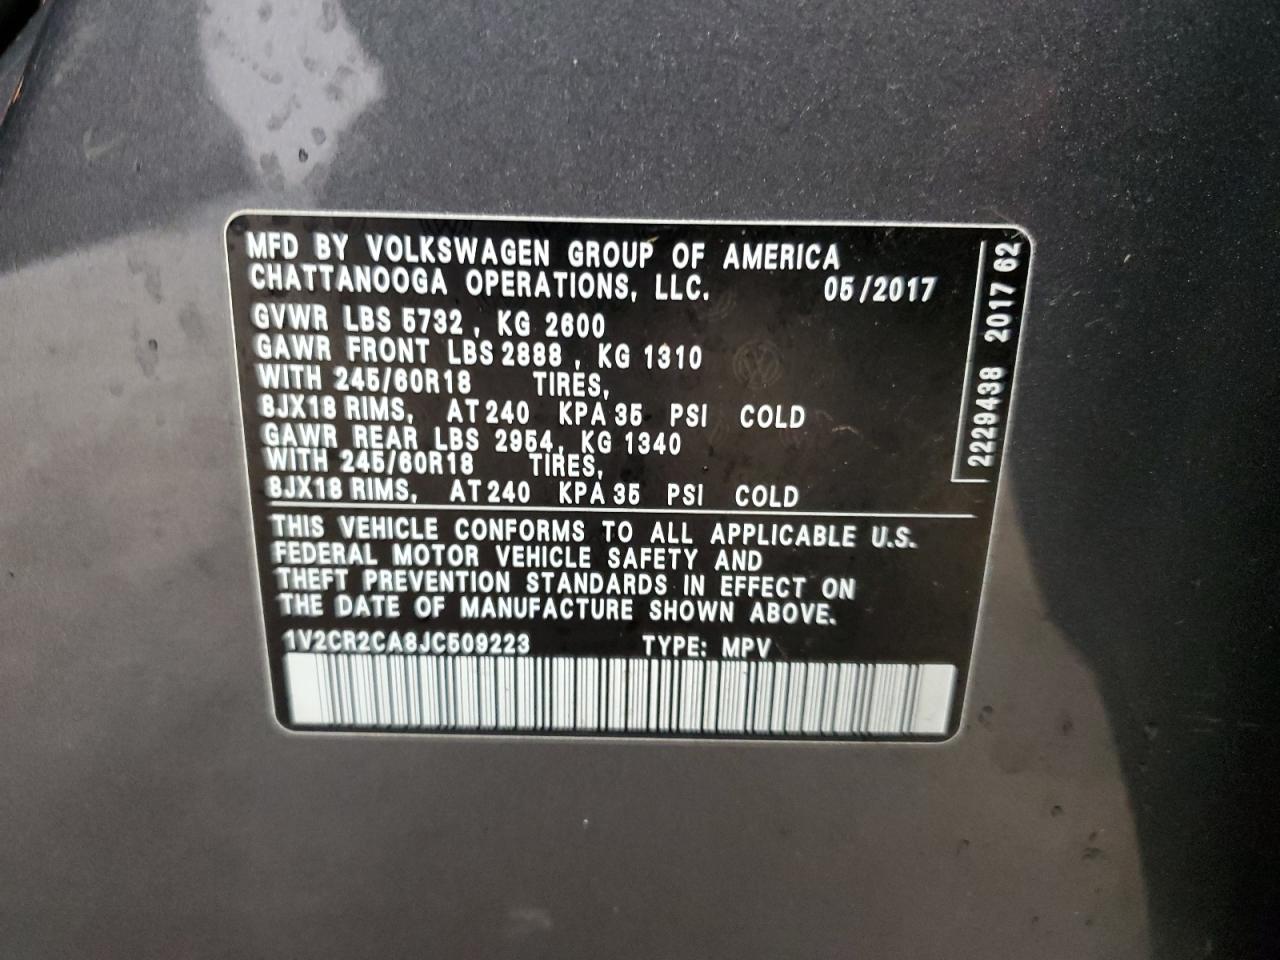 MFD BY VOLKSWAGEN GROUP OF AMERICA
CHATTANOOGA OPERATIONS, LLC. 05/2017
GVWR LBS 5732, KG 2600
GAWR FRONT LBS 2888, KG 1310
WITH 245/60R18 TIRES,
8JX18 RIMS, AT 240 KPA 35 PSI COLD
GAWR REAR LBS 2954, KG 1340
WITH 245/60R18 TIRES,
8JX18 RIMS, AT 240 KPA 35 PSI COLD
THIS VEHICLE CONFORMS TO ALL APPLICABLE U.S.
FEDERAL MOTOR VEHICLE SAFETY AND
THEFT PREVENTION STANDARDS IN EFFECT ON
THE DATE OF MANUFACTURE SHOWN ABOVE.
1V2CR2CA8JC509223 TYPE: MPV
2229438 2017 62